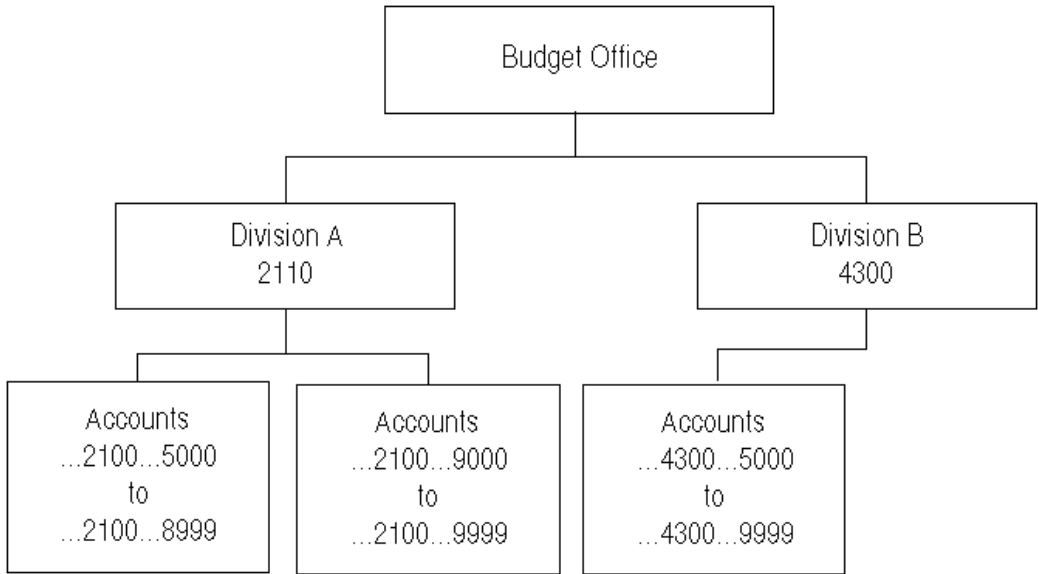 Budget Office
Division A
2110
Division B
4300
Accounts
...2100...5000
to
...2100...8999
Accounts
...2100...9000
to
...2100...9999
Accounts
...4300...5000
to
...4300...9999